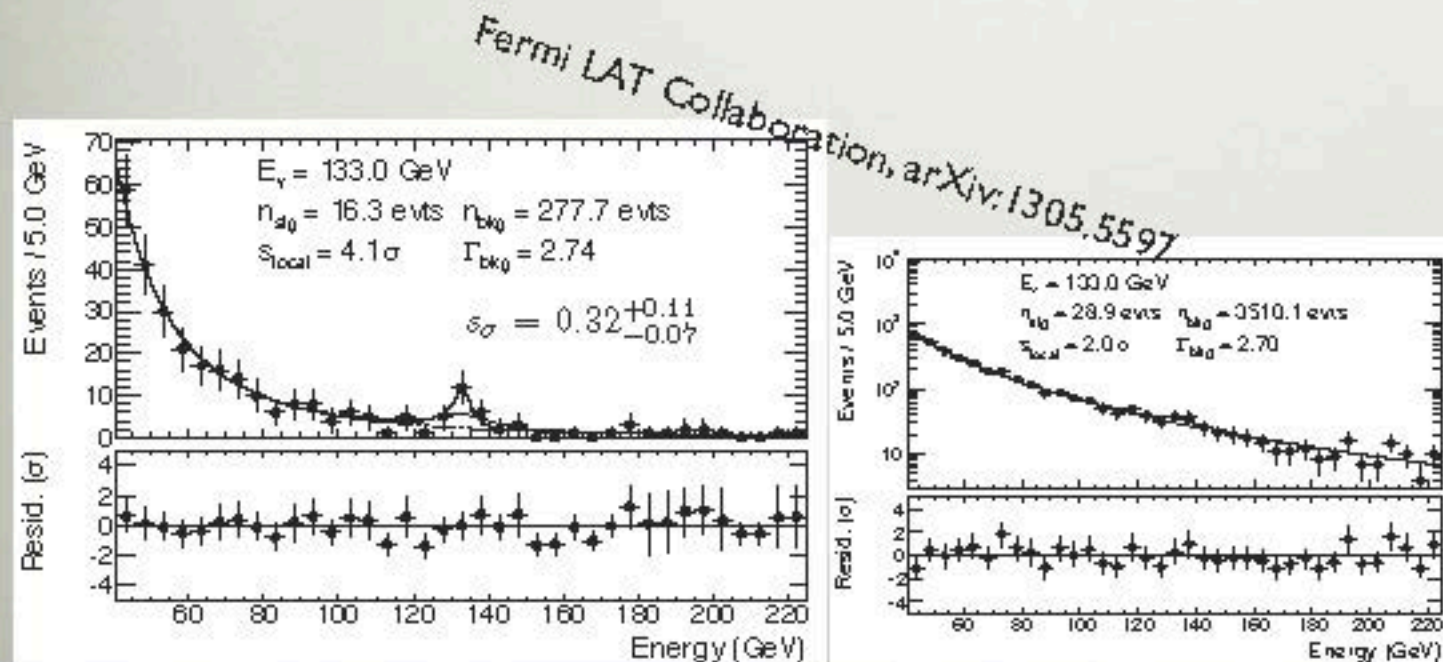 Fermi LAT Collaboration, arXiv:1305.5597
Events / 5.0 GeV
70
60
50
40
30
20
10
0
E_γ = 133.0 GeV
n_sig = 16.3 evts n_bkg = 277.7 evts
s_local = 4.1σ Γ_bkg = 2.74
s_σ = 0.32^{+0.11}_{-0.07}
Resid. (σ)
4
2
0
-2
-4
60 80 100 120 140 160 180 200 220
Energy (GeV)
Events / 5.0 GeV
10^3
10^2
10
E_γ = 133.0 GeV
n_sig = 28.9 evts n_bkg = 3510.1 evts
s_local = 2.0σ Γ_bkg = 2.70
Resid. (σ)
4
2
0
-2
-4
60 80 100 120 140 160 180 200 220
Energy (GeV)